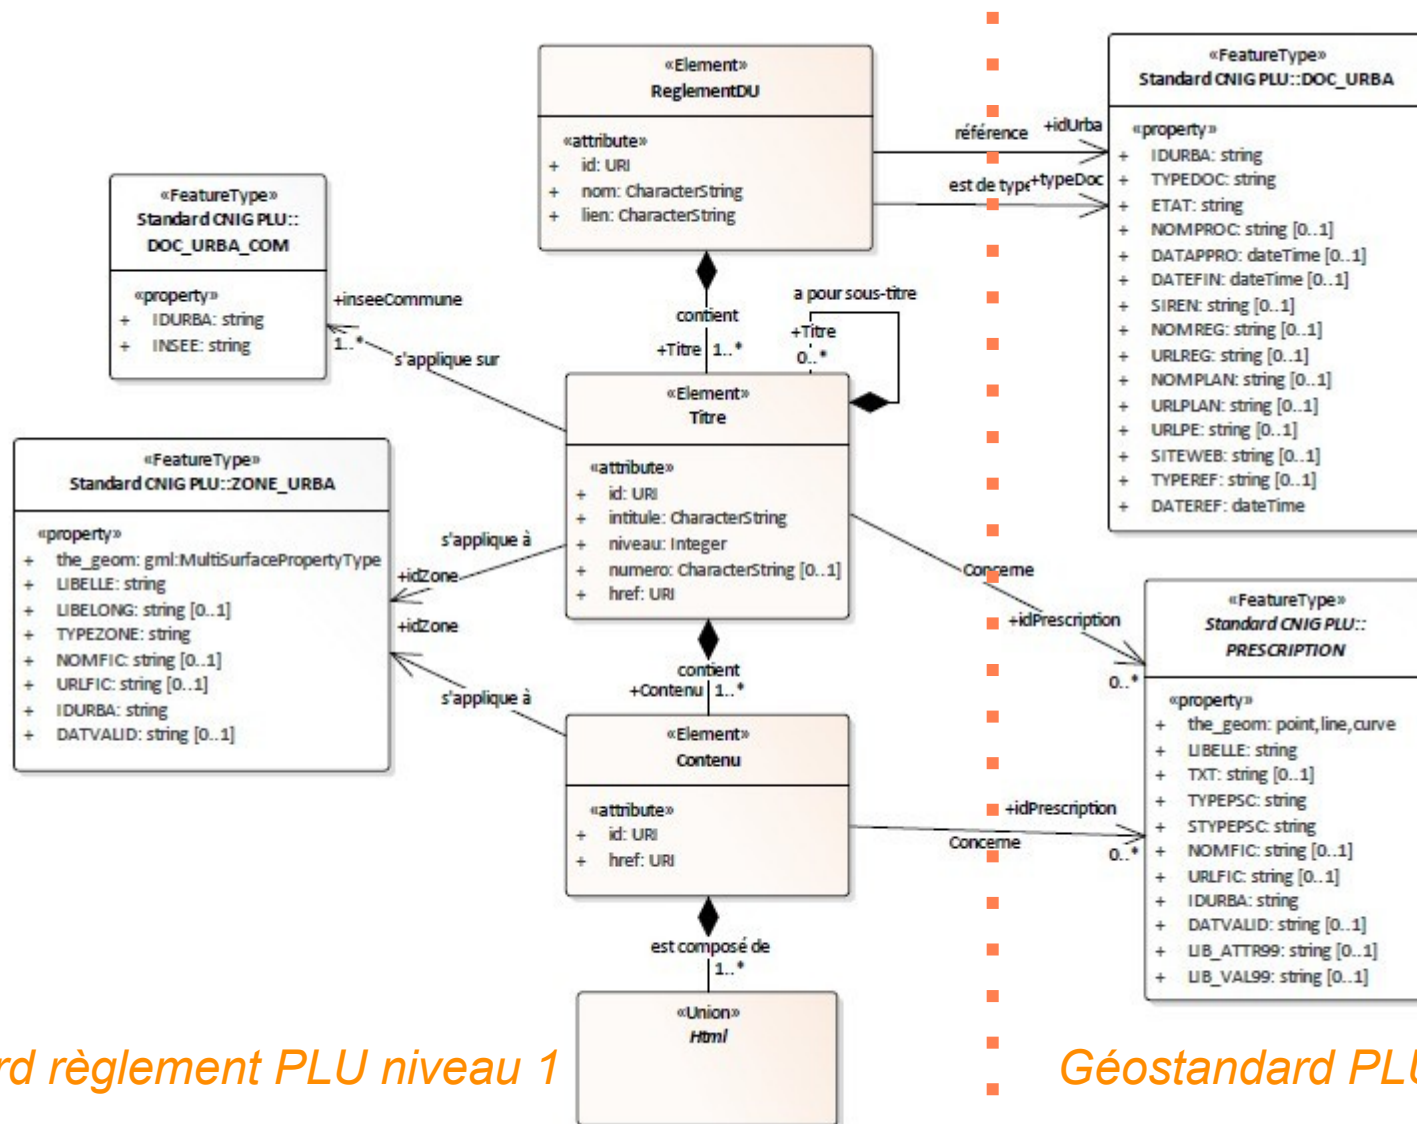 «Element»
ReglementDU
«attribute»
+ id: URI
+ nom: CharacterString
+ lien: CharacterString
«FeatureType»
Standard CNIG PLU::DOC_URBA
«property»
+ IDURBA: string
+ TYPEDOC: string
+ ETAT: string
+ NOMPROC: string [0..1]
+ DATAPPRO: dateTime [0..1]
+ DATEFIN: dateTime [0..1]
+ SIREN: string [0..1]
+ NOMREG: string [0..1]
+ URLREG: string [0..1]
+ NOMPLAN: string [0..1]
+ URLPLAN: string [0..1]
+ URLPE: string [0..1]
+ SITEWEB: string [0..1]
+ TYPEREF: string [0..1]
+ DATEREF: dateTime
référence
+idUrba
est de type
+typeDoc
«FeatureType»
Standard CNIG PLU::
DOC_URBA_COM
«property»
+ IDURBA: string
+ INSEE: string
+inseeCommune
1..*
s'applique sur
contient
+Titre 1..*
a pour sous-titre
+Titre
0..*
«Element»
Titre
«attribute»
+ id: URI
+ intitule: CharacterString
+ niveau: Integer
+ numero: CharacterString [0..1]
+ href: URI
«FeatureType»
Standard CNIG PLU::ZONE_URBA
«property»
+ the_geom: gml:MultiSurfacePropertyType
+ LIBELLE: string
+ LIBELONG: string [0..1]
+ TYPEZONE: string
+ NOMFIC: string [0..1]
+ URLFIC: string [0..1]
+ IDURBA: string
+ DATVALID: string [0..1]
s'applique à
+idZone
+idZone
s'applique à
Concerne
+idPrescription
0..*
contient
+Contenu 1..*
«Element»
Contenu
«attribute»
+ id: URI
+ href: URI
«FeatureType»
Standard CNIG PLU::
PRESCRIPTION
«property»
+ the_geom: point,line,curve
+ LIBELLE: string
+ TXT: string [0..1]
+ TYPEPSC: string
+ STYPEPSC: string
+ NOMFIC: string [0..1]
+ URLFIC: string [0..1]
+ IDURBA: string
+ DATVALID: string [0..1]
+ LIB_ATTR99: string [0..1]
+ LIB_VAL99: string [0..1]
+idPrescription
Concerne
0..*
est composé de
1..*
«Union»
Html
rd règlement PLU niveau 1
Géostandard PLU